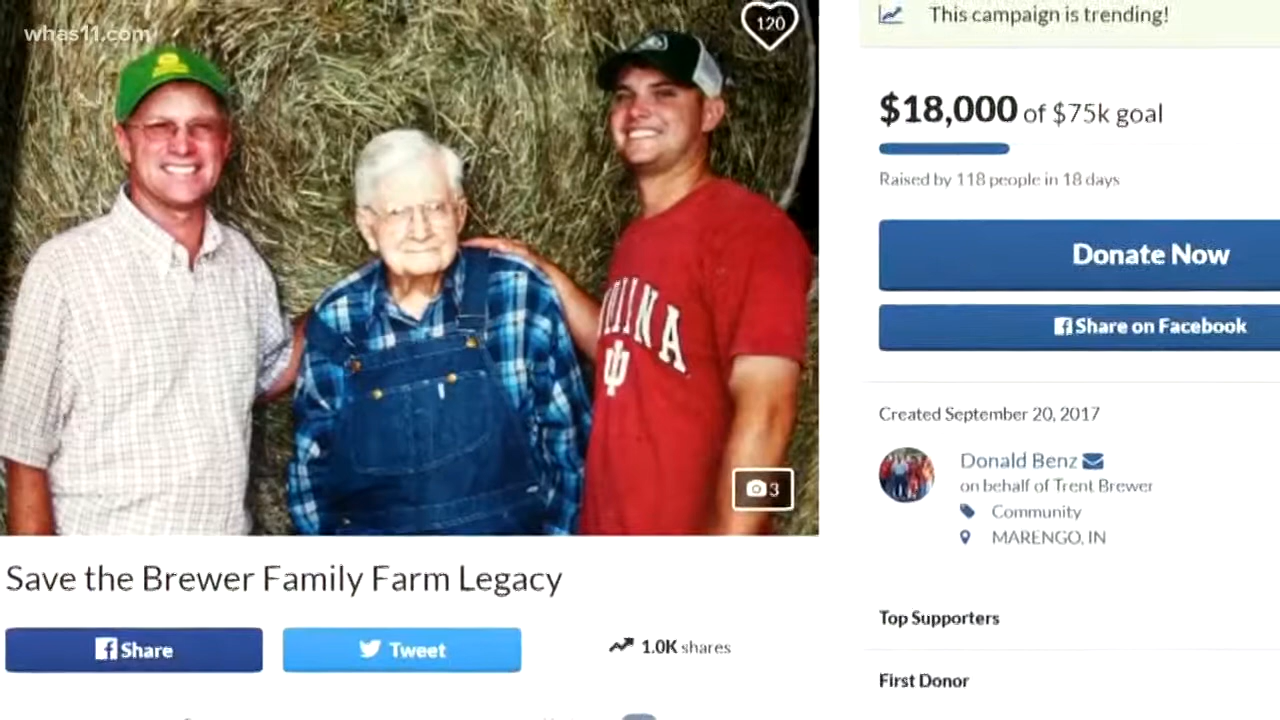 whas11.com
120
INDIANA
3
Save the Brewer Family Farm Legacy
Share
Tweet
1.0K shares
This campaign is trending!
$18,000 of $75k goal
Raised by 118 people in 18 days
Donate Now
Share on Facebook
Created September 20, 2017
Donald Benz
on behalf of Trent Brewer
Community
MARENGO, IN
Top Supporters
First Donor